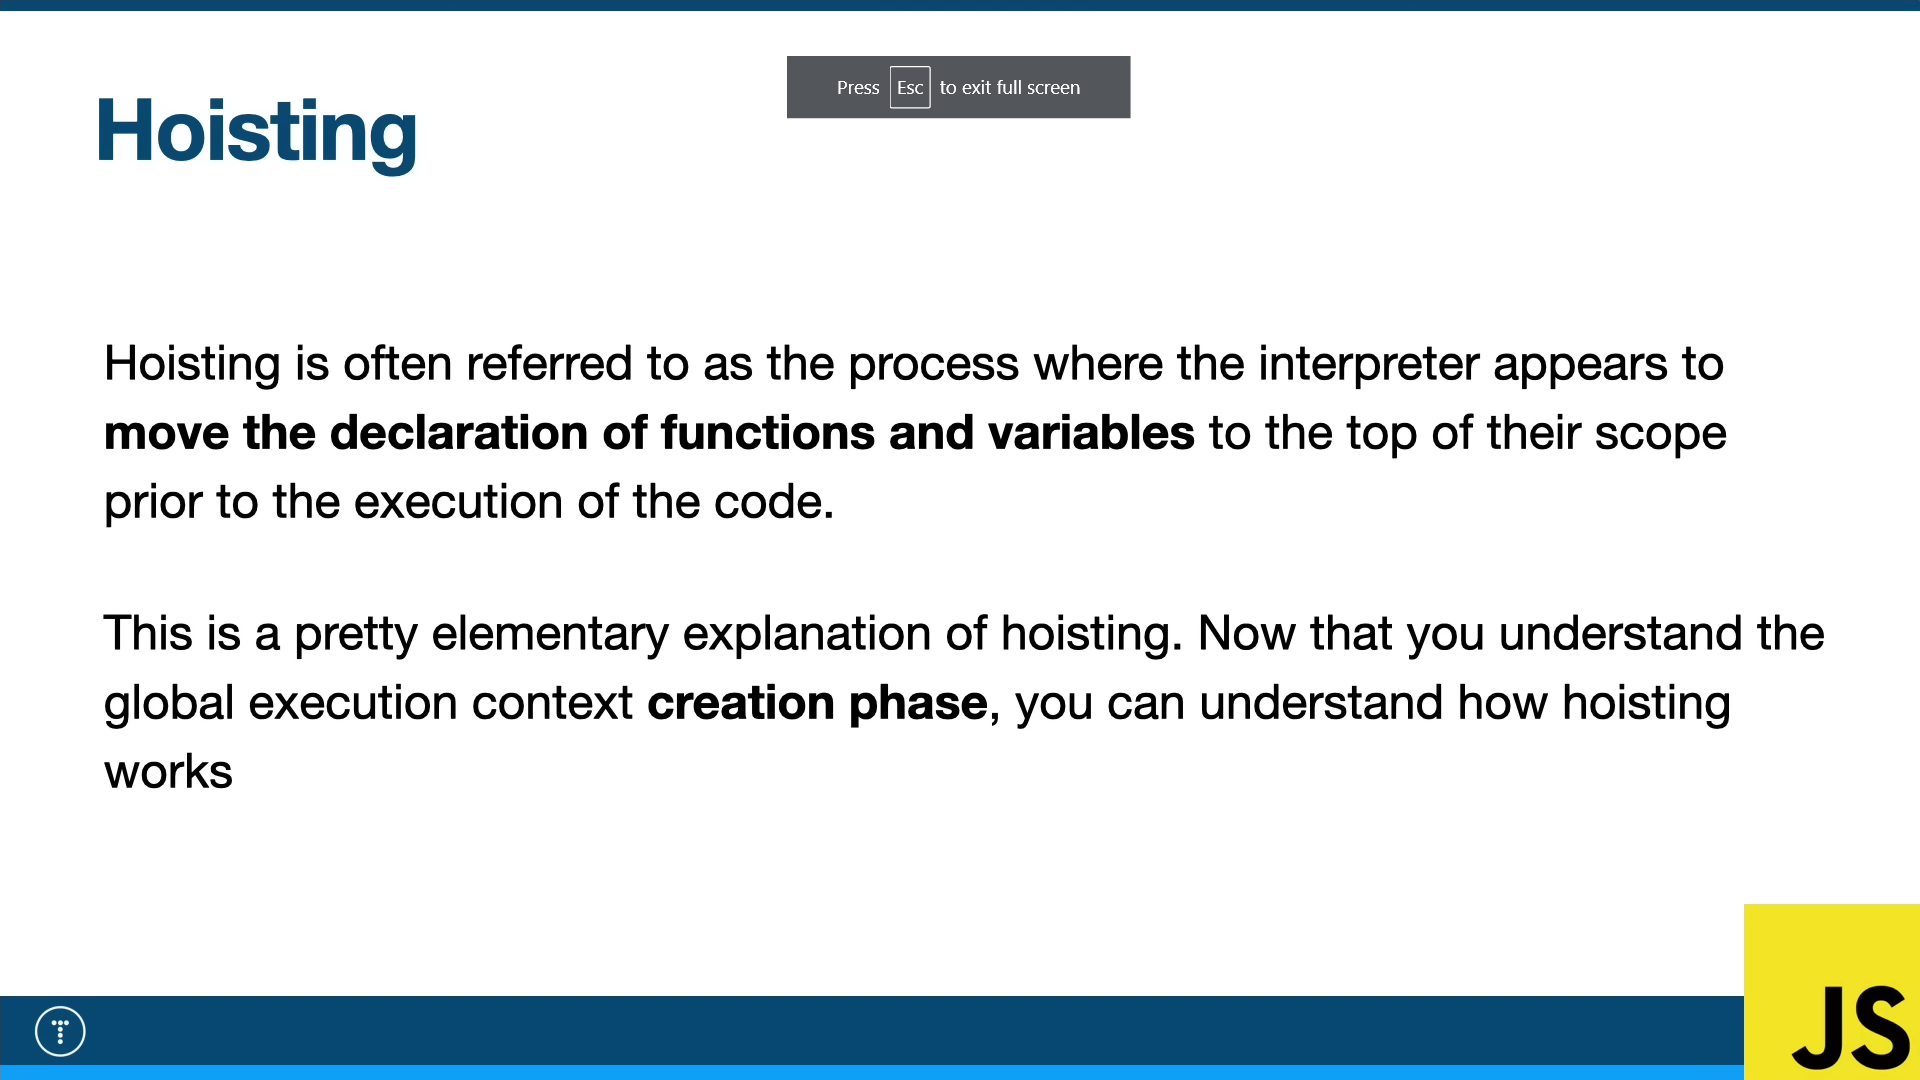 Press Esc to exit full screen
Hoisting
Hoisting is often referred to as the process where the interpreter appears to
move the declaration of functions and variables to the top of their scope
prior to the execution of the code.
This is a pretty elementary explanation of hoisting. Now that you understand the
global execution context creation phase, you can understand how hoisting
works
JS